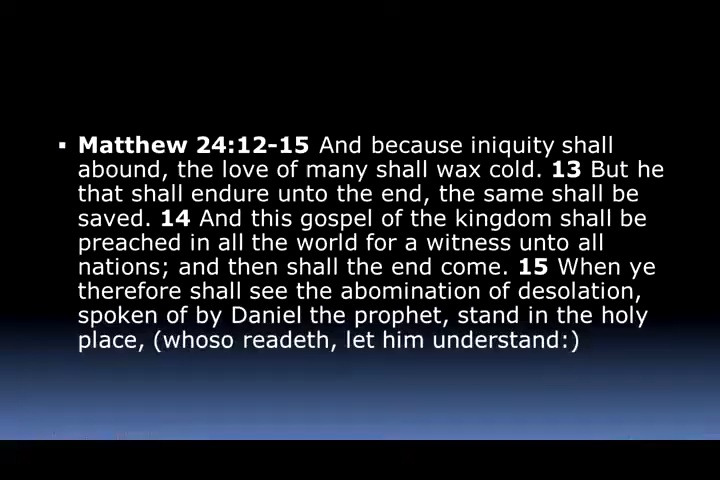 ▪ Matthew 24:12-15 And because iniquity shall
abound, the love of many shall wax cold. 13 But he
that shall endure unto the end, the same shall be
saved. 14 And this gospel of the kingdom shall be
preached in all the world for a witness unto all
nations; and then shall the end come. 15 When ye
therefore shall see the abomination of desolation,
spoken of by Daniel the prophet, stand in the holy
place, (whoso readeth, let him understand:)